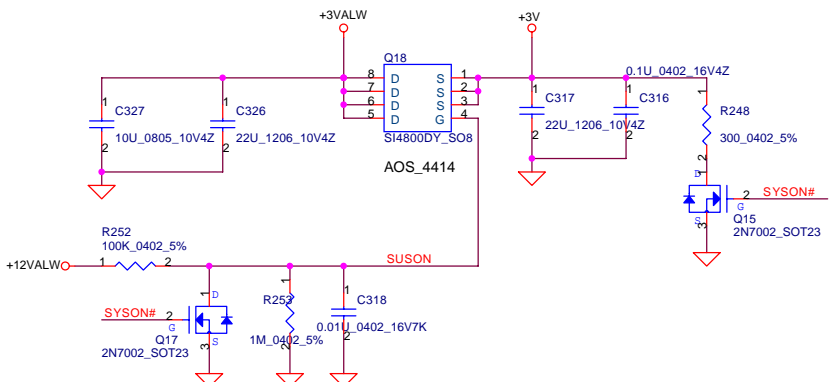 +3VALW
+3V
Q18
8 D S 1
7 D S 2
6 D S 3
5 D G 4
SI4800DY_SO8
AOS_4414
1
C327
10U_0805_10V4Z
2
1
C326
22U_1206_10V4Z
2
1
C317
22U_1206_10V4Z
2
0.1U_0402_16V4Z
1
C316
2
1
R248
300_0402_5%
2
1
D
SYSON#
2
G
Q15
S
3
2N7002_SOT23
R252
100K_0402_5%
+12VALW
1
2
SUSON
1
D
SYSON#
2
G
Q17
S
3
2N7002_SOT23
1
R253
1M_0402_5%
2
1
C318
0.01U_0402_16V7K
2